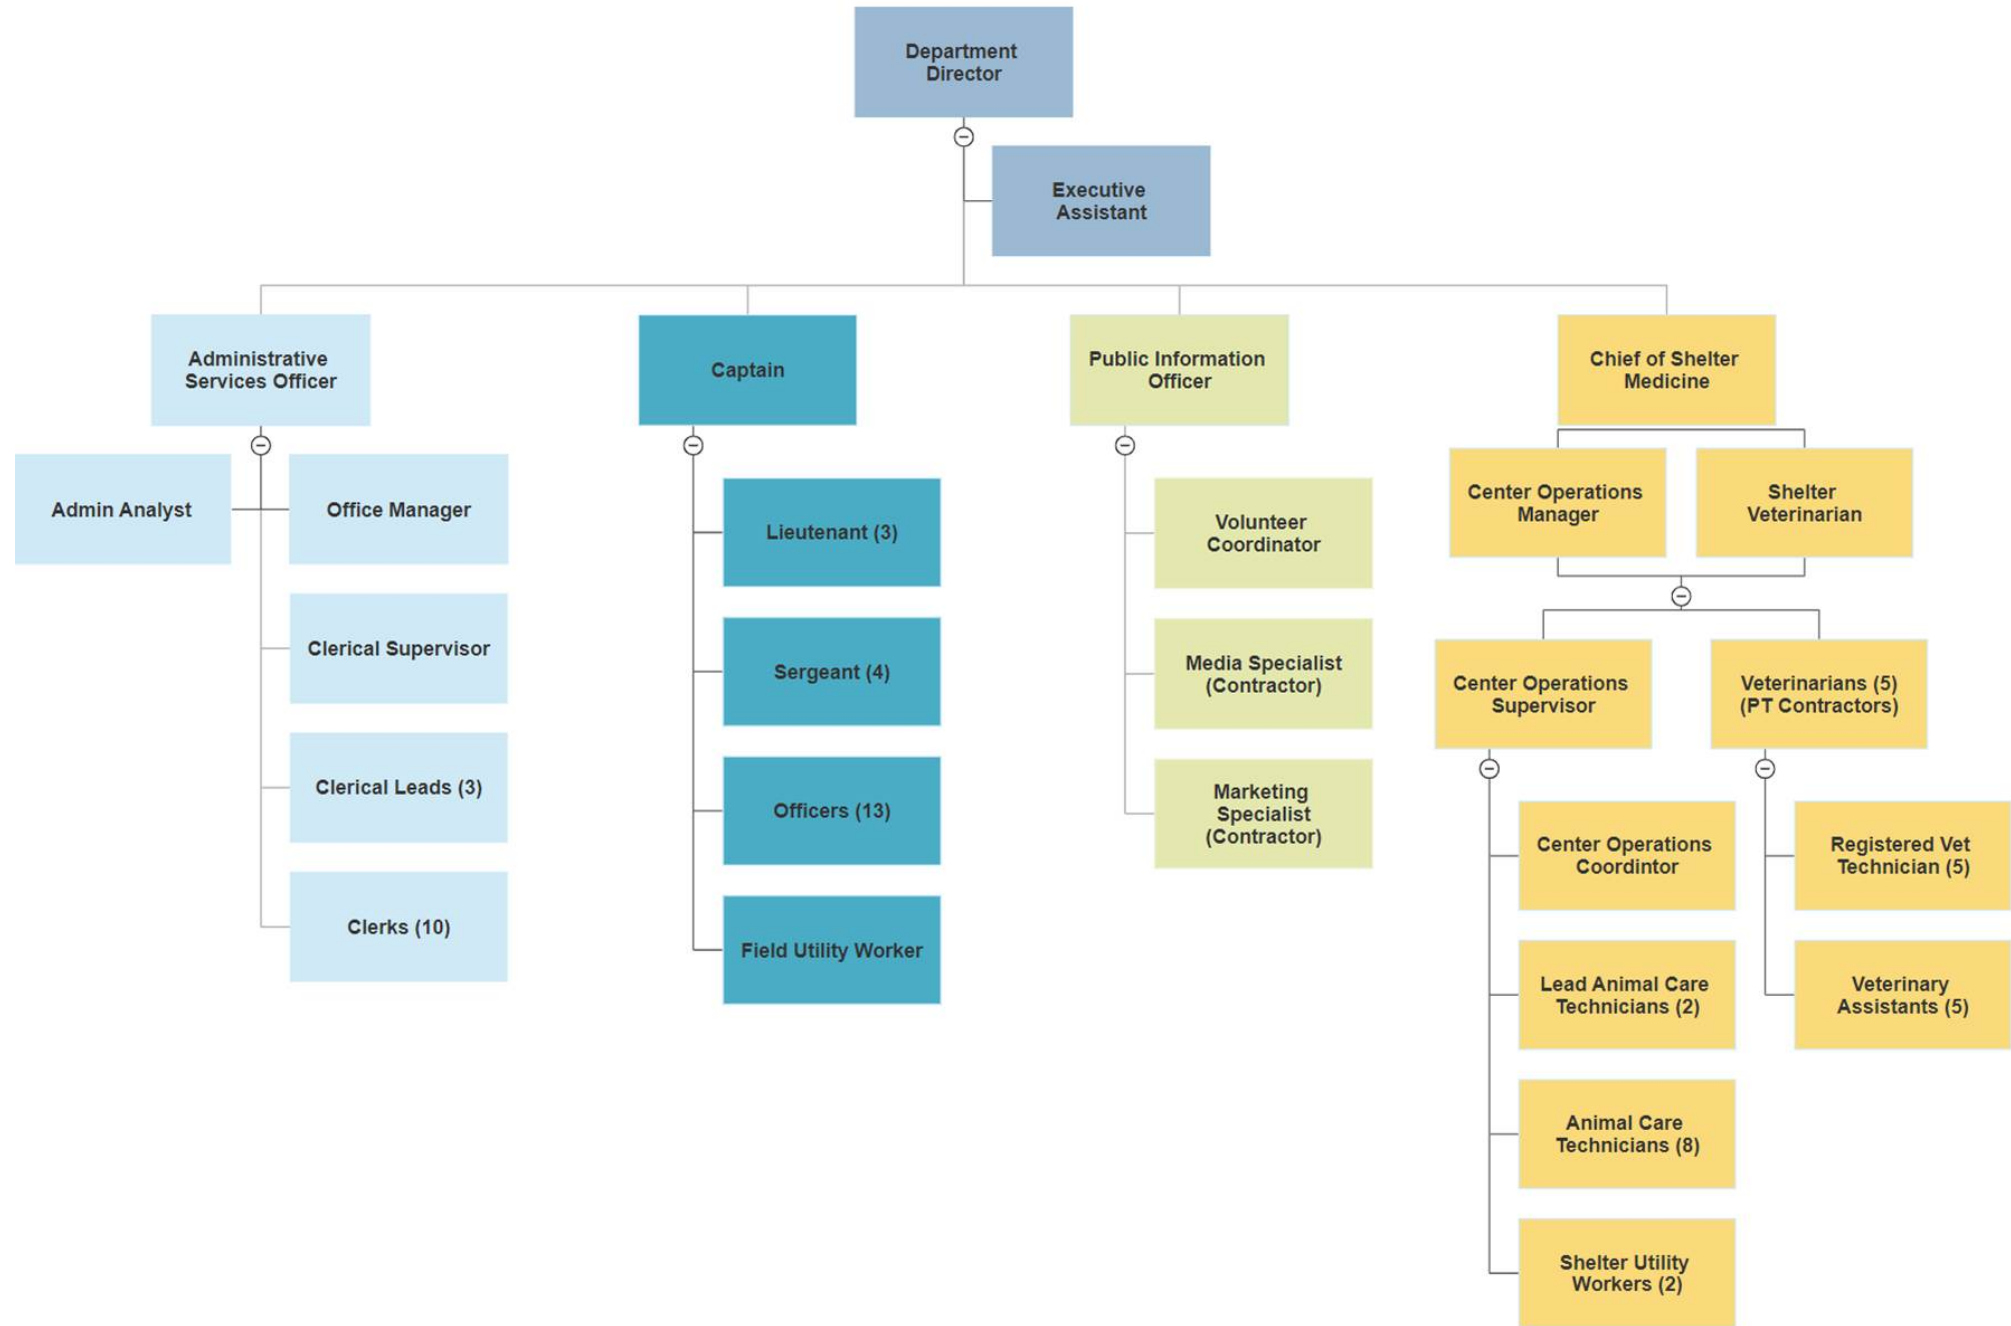 Department
Director
Executive
Assistant
Administrative
Services Officer
Captain
Public Information
Officer
Chief of Shelter
Medicine
Admin Analyst
Office Manager
Clerical Supervisor
Clerical Leads (3)
Clerks (10)
Lieutenant (3)
Sergeant (4)
Officers (13)
Field Utility Worker
Volunteer
Coordinator
Media Specialist
(Contractor)
Marketing
Specialist
(Contractor)
Center Operations
Manager
Shelter
Veterinarian
Center Operations
Supervisor
Veterinarians (5)
(PT Contractors)
Center Operations
Coordintor
Lead Animal Care
Technicians (2)
Animal Care
Technicians (8)
Shelter Utility
Workers (2)
Registered Vet
Technician (5)
Veterinary
Assistants (5)